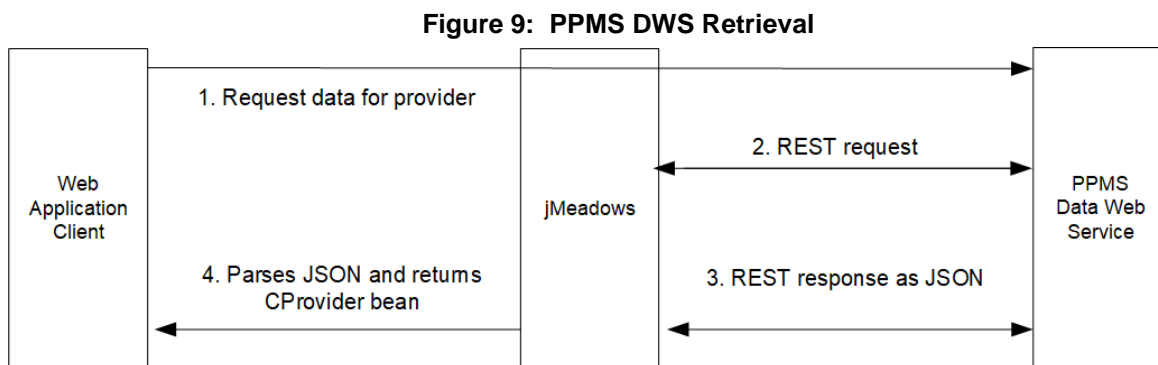 Figure 9:  PPMS DWS Retrieval
1. Request data for provider
2. REST request
Web
Application
Client
jMeadows
PPMS
Data Web
Service
4. Parses JSON and returns
CProvider bean
3. REST response as JSON